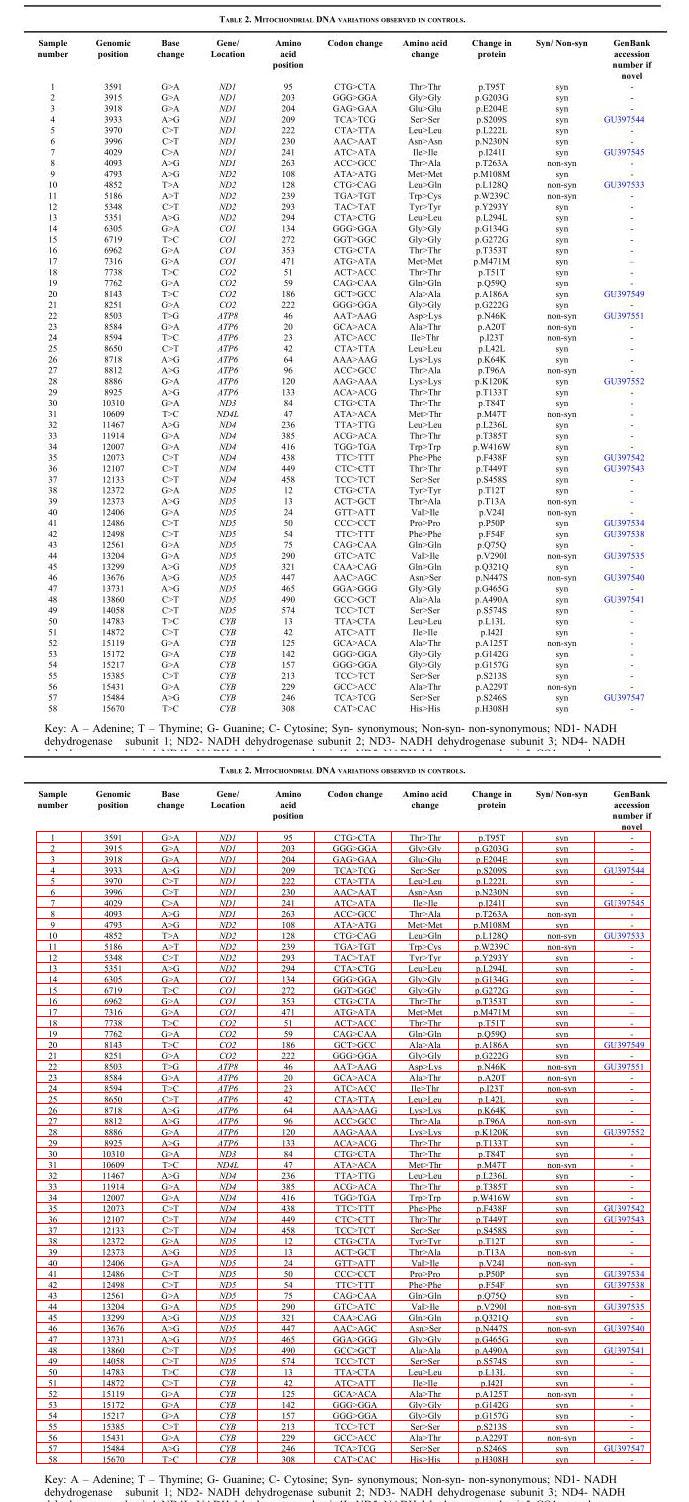 TABLE 2. MITOCHONDRIAL DNA VARIATIONS OBSERVED IN CONTROLS.
Sample Genomic Base Gene/ Amino Codon change Amino acid Change in Syn/ Non-syn GenBank
number position change Location acid change protein accession
position number if
novel
1 3591 G>A ND1 95 CTG>CTA Thr>Thr p.T95T syn -
2 3915 G>A ND1 203 GGG>GGA Gly>Gly p.G203G syn -
3 3918 G>A ND1 204 GAG>GAA Glu>Glu p.E204E syn -
4 3933 A>G ND1 209 TCA>TCG Ser>Ser p.S209S syn GU397544
5 3970 C>T ND1 222 CTA>TTA Leu>Leu p.L222L syn -
6 3996 C>T ND1 230 AAC>AAT Asn>Asn p.N230N syn -
7 4029 C>A ND1 241 ATC>ATA Ile>Ile p.I241I syn GU397545
8 4093 A>G ND1 263 ACC>GCC Thr>Ala p.T263A non-syn -
9 4793 A>G ND2 108 ATA>ATG Met>Met p.M108M syn -
10 4852 T>A ND2 128 CTG>CAG Leu>Gln p.L128Q non-syn GU397533
11 5186 A>T ND2 239 TGA>TGT Trp>Cys p.W239C non-syn -
12 5348 C>T ND2 293 TAC>TAT Tyr>Tyr p.Y293Y syn -
13 5351 A>G ND2 294 CTA>CTG Leu>Leu p.L294L syn -
14 6305 G>A CO1 134 GGG>GGA Gly>Gly p.G134G syn -
15 6719 T>C CO1 272 GGT>GGC Gly>Gly p.G272G syn -
16 6962 G>A CO1 353 CTG>CTA Thr>Thr p.T353T syn -
17 7316 G>A CO1 471 ATG>ATA Met>Met p.M471M syn -
18 7738 T>C CO2 51 ACT>ACC Thr>Thr p.T51T syn -
19 7762 G>A CO2 59 CAG>CAA Gln>Gln p.Q59Q syn -
20 8143 T>C CO2 186 GCT>GCC Ala>Ala p.A186A syn GU397549
21 8251 G>A CO2 222 GGG>GGA Gly>Gly p.G222G syn -
22 8503 T>G ATP8 46 AAT>AAG Asp>Lys p.N46K non-syn GU397551
23 8584 G>A ATP6 20 GCA>ACA Ala>Thr p.A20T non-syn -
24 8594 T>C ATP6 23 ATC>ACC Ile>Thr p.I23T non-syn -
25 8650 C>T ATP6 42 CTA>TTA Leu>Leu p.L42L syn -
26 8718 A>G ATP6 64 AAA>AAG Lys>Lys p.K64K syn -
27 8812 A>G ATP6 96 ACC>GCC Thr>Ala p.T96A non-syn -
28 8886 G>A ATP6 120 AAG>AAA Lys>Lys p.K120K syn GU397552
29 8925 A>G ATP6 133 ACA>ACG Thr>Thr p.T133T syn -
30 10310 G>A ND3 84 CTG>CTA Thr>Thr p.T84T syn -
31 10609 T>C ND4L 47 ATA>ACA Met>Thr p.M47T non-syn -
32 11467 A>G ND4 236 TTA>TTG Leu>Leu p.L236L syn -
33 11914 G>A ND4 385 ACG>ACA Thr>Thr p.T385T syn -
34 12007 G>A ND4 416 TGG>TGA Trp>Trp p.W416W syn -
35 12073 C>T ND4 438 TTC>TTT Phe>Phe p.F438F syn GU397542
36 12107 C>T ND4 449 CTC>CTT Thr>Thr p.T449T syn GU397543
37 12133 C>T ND4 458 TCC>TCT Ser>Ser p.S458S syn -
38 12372 G>A ND5 12 CTG>CTA Tyr>Tyr p.T12T syn -
39 12373 A>G ND5 13 ACT>GCT Thr>Ala p.T13A non-syn -
40 12406 G>A ND5 24 GTT>ATT Val>Ile p.V24I non-syn -
41 12486 C>T ND5 50 CCC>CCT Pro>Pro p.P50P syn GU397534
42 12498 C>T ND5 54 TTC>TTT Phe>Phe p.F54F syn GU397538
43 12561 G>A ND5 75 CAG>CAA Gln>Gln p.Q75Q syn -
44 13204 G>A ND5 290 GTC>ATC Val>Ile p.V290I non-syn GU397535
45 13299 A>G ND5 321 CAA>CAG Gln>Gln p.Q321Q syn -
46 13676 A>G ND5 447 AAC>AGC Asn>Ser p.N447S non-syn GU397540
47 13731 A>G ND5 465 GGA>GGG Gly>Gly p.G465G syn -
48 13860 C>T ND5 490 GCC>GCT Ala>Ala p.A490A syn GU397541
49 14058 C>T ND5 574 TCC>TCT Ser>Ser p.S574S syn -
50 14783 T>C CYB 13 TTA>CTA Leu>Leu p.L13L syn -
51 14872 C>T CYB 42 ATC>ATT Ile>Ile p.I42I syn -
52 15119 G>A CYB 125 GCA>ACA Ala>Thr p.A125T non-syn -
53 15172 G>A CYB 142 GGG>GGA Gly>Gly p.G142G syn -
54 15217 G>A CYB 157 GGG>GGA Gly>Gly p.G157G syn -
55 15385 C>T CYB 213 TCC>TCT Ser>Ser p.S213S syn -
56 15431 G>A CYB 229 GCC>ACC Ala>Thr p.A229T non-syn -
57 15484 A>G CYB 246 TCA>TCG Ser>Ser p.S246S syn GU397547
58 15670 T>C CYB 308 CAT>CAC His>His p.H308H syn -
Key: A – Adenine; T – Thymine; G- Guanine; C- Cytosine; Syn- synonymous; Non-syn- non-synonymous; ND1- NADH
dehydrogenase subunit 1; ND2- NADH dehydrogenase subunit 2; ND3- NADH dehydrogenase subunit 3; ND4- NADH
TABLE 2. MITOCHONDRIAL DNA VARIATIONS OBSERVED IN CONTROLS.
Sample Genomic Base Gene/ Amino Codon change Amino acid Change in Syn/ Non-syn GenBank
number position change Location acid change protein accession
position number if
novel
1 3591 G>A ND1 95 CTG>CTA Thr>Thr p.T95T syn -
2 3915 G>A ND1 203 GGG>GGA Gly>Gly p.G203G syn -
3 3918 G>A ND1 204 GAG>GAA Glu>Glu p.E204E syn -
4 3933 A>G ND1 209 TCA>TCG Ser>Ser p.S209S syn GU397544
5 3970 C>T ND1 222 CTA>TTA Leu>Leu p.L222L syn -
6 3996 C>T ND1 230 AAC>AAT Asn>Asn p.N230N syn -
7 4029 C>A ND1 241 ATC>ATA Ile>Ile p.I241I syn GU397545
8 4093 A>G ND1 263 ACC>GCC Thr>Ala p.T263A non-syn -
9 4793 A>G ND2 108 ATA>ATG Met>Met p.M108M syn -
10 4852 T>A ND2 128 CTG>CAG Leu>Gln p.L128Q non-syn GU397533
11 5186 A>T ND2 239 TGA>TGT Trp>Cys p.W239C non-syn -
12 5348 C>T ND2 293 TAC>TAT Tyr>Tyr p.Y293Y syn -
13 5351 A>G ND2 294 CTA>CTG Leu>Leu p.L294L syn -
14 6305 G>A CO1 134 GGG>GGA Gly>Gly p.G134G syn -
15 6719 T>C CO1 272 GGT>GGC Gly>Gly p.G272G syn -
16 6962 G>A CO1 353 CTG>CTA Thr>Thr p.T353T syn -
17 7316 G>A CO1 471 ATG>ATA Met>Met p.M471M syn -
18 7738 T>C CO2 51 ACT>ACC Thr>Thr p.T51T syn -
19 7762 G>A CO2 59 CAG>CAA Gln>Gln p.Q59Q syn -
20 8143 T>C CO2 186 GCT>GCC Ala>Ala p.A186A syn GU397549
21 8251 G>A CO2 222 GGG>GGA Gly>Gly p.G222G syn -
22 8503 T>G ATP8 46 AAT>AAG Asp>Lys p.N46K non-syn GU397551
23 8584 G>A ATP6 20 GCA>ACA Ala>Thr p.A20T non-syn -
24 8594 T>C ATP6 23 ATC>ACC Ile>Thr p.I23T non-syn -
25 8650 C>T ATP6 42 CTA>TTA Leu>Leu p.L42L syn -
26 8718 A>G ATP6 64 AAA>AAG Lys>Lys p.K64K syn -
27 8812 A>G ATP6 96 ACC>GCC Thr>Ala p.T96A non-syn -
28 8886 G>A ATP6 120 AAG>AAA Lys>Lys p.K120K syn GU397552
29 8925 A>G ATP6 133 ACA>ACG Thr>Thr p.T133T syn -
30 10310 G>A ND3 84 CTG>CTA Thr>Thr p.T84T syn -
31 10609 T>C ND4L 47 ATA>ACA Met>Thr p.M47T non-syn -
32 11467 A>G ND4 236 TTA>TTG Leu>Leu p.L236L syn -
33 11914 G>A ND4 385 ACG>ACA Thr>Thr p.T385T syn -
34 12007 G>A ND4 416 TGG>TGA Trp>Trp p.W416W syn -
35 12073 C>T ND4 438 TTC>TTT Phe>Phe p.F438F syn GU397542
36 12107 C>T ND4 449 CTC>CTT Thr>Thr p.T449T syn GU397543
37 12133 C>T ND4 458 TCC>TCT Ser>Ser p.S458S syn -
38 12372 G>A ND5 12 CTG>CTA Tyr>Tyr p.T12T syn -
39 12373 A>G ND5 13 ACT>GCT Thr>Ala p.T13A non-syn -
40 12406 G>A ND5 24 GTT>ATT Val>Ile p.V24I non-syn -
41 12486 C>T ND5 50 CCC>CCT Pro>Pro p.P50P syn GU397534
42 12498 C>T ND5 54 TTC>TTT Phe>Phe p.F54F syn GU397538
43 12561 G>A ND5 75 CAG>CAA Gln>Gln p.Q75Q syn -
44 13204 G>A ND5 290 GTC>ATC Val>Ile p.V290I non-syn GU397535
45 13299 A>G ND5 321 CAA>CAG Gln>Gln p.Q321Q syn -
46 13676 A>G ND5 447 AAC>AGC Asn>Ser p.N447S non-syn GU397540
47 13731 A>G ND5 465 GGA>GGG Gly>Gly p.G465G syn -
48 13860 C>T ND5 490 GCC>GCT Ala>Ala p.A490A syn GU397541
49 14058 C>T ND5 574 TCC>TCT Ser>Ser p.S574S syn -
50 14783 T>C CYB 13 TTA>CTA Leu>Leu p.L13L syn -
51 14872 C>T CYB 42 ATC>ATT Ile>Ile p.I42I syn -
52 15119 G>A CYB 125 GCA>ACA Ala>Thr p.A125T non-syn -
53 15172 G>A CYB 142 GGG>GGA Gly>Gly p.G142G syn -
54 15217 G>A CYB 157 GGG>GGA Gly>Gly p.G157G syn -
55 15385 C>T CYB 213 TCC>TCT Ser>Ser p.S213S syn -
56 15431 G>A CYB 229 GCC>ACC Ala>Thr p.A229T non-syn -
57 15484 A>G CYB 246 TCA>TCG Ser>Ser p.S246S syn GU397547
58 15670 T>C CYB 308 CAT>CAC His>His p.H308H syn -
Key: A – Adenine; T – Thymine; G- Guanine; C- Cytosine; Syn- synonymous; Non-syn- non-synonymous; ND1- NADH
dehydrogenase subunit 1; ND2- NADH dehydrogenase subunit 2; ND3- NADH dehydrogenase subunit 3; ND4- NADH